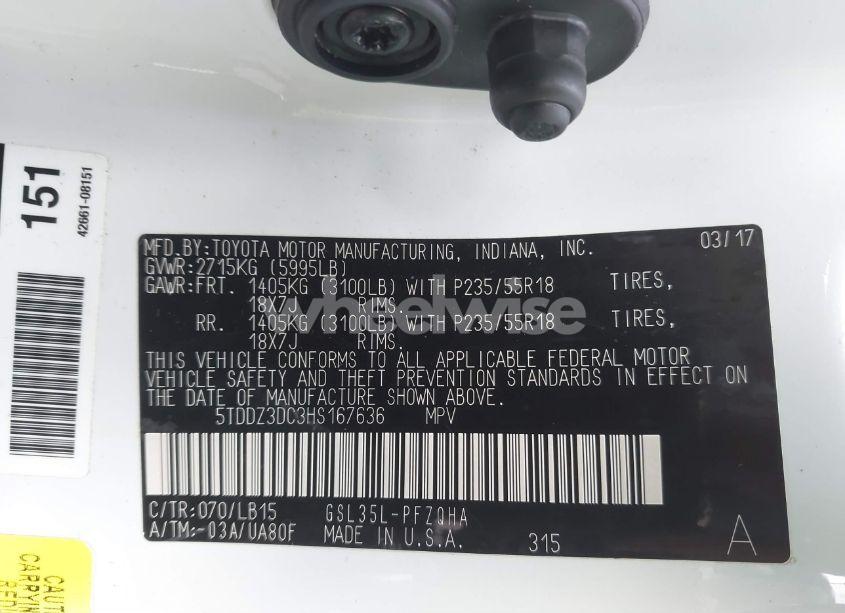 151
42661-08151
MFD.BY:TOYOTA MOTOR MANUFACTURING, INDIANA, INC. 03/17
GVWR:2715KG (5995LB)
GAWR:FRT. 1405KG (3100LB) WITH P235/55R18 TIRES,
18X7J RIMS.
RR. 1405KG (3100LB) WITH P235/55R18 TIRES,
18X7J RIMS.
wheelwise
THIS VEHICLE CONFORMS TO ALL APPLICABLE FEDERAL MOTOR
VEHICLE SAFETY AND THEFT PREVENTION STANDARDS IN EFFECT ON
THE DATE OF MANUFACTURE SHOWN ABOVE.
5TDDZ3DC3HS167636 MPV
C/TR:070/LB15 GSL35L-PFZQHA
A/TM:-03A/UA80F MADE IN U.S.A. 315 A
CAUT
CARRYIN